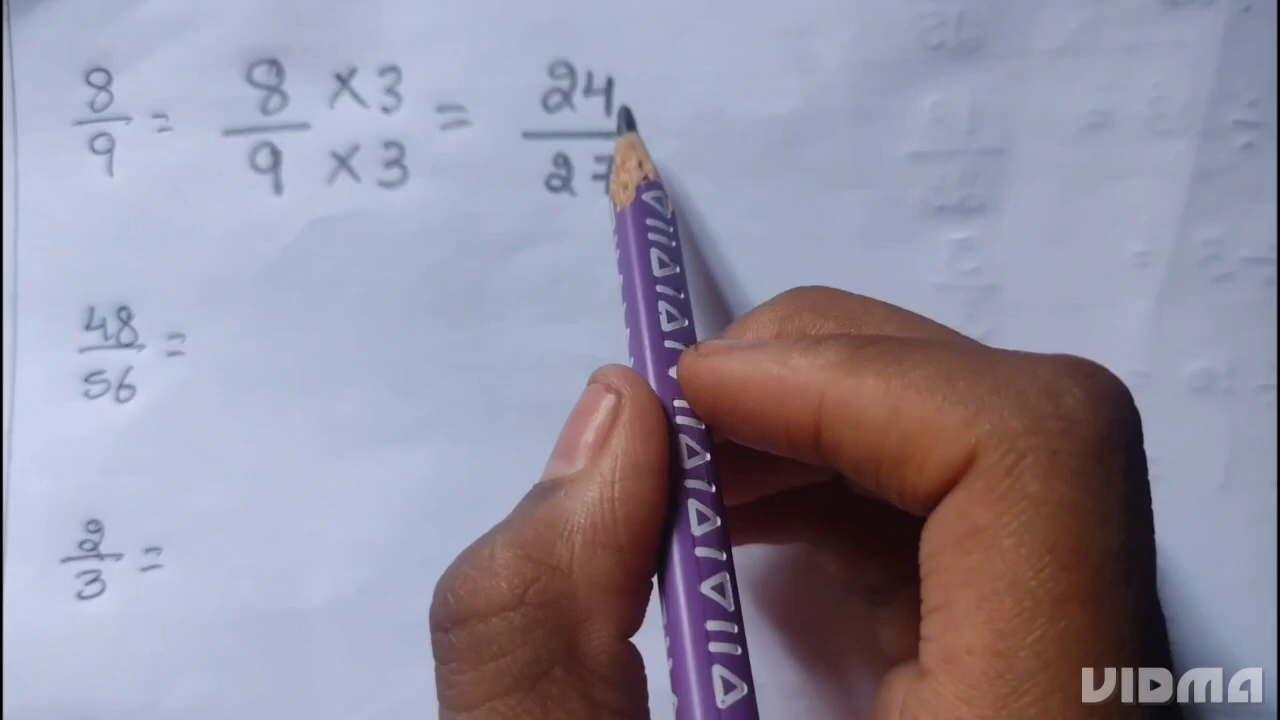 8/9 = 8 × 3 / 9 × 3 = 24/27
48/56 =
2/3 =
VIDMA